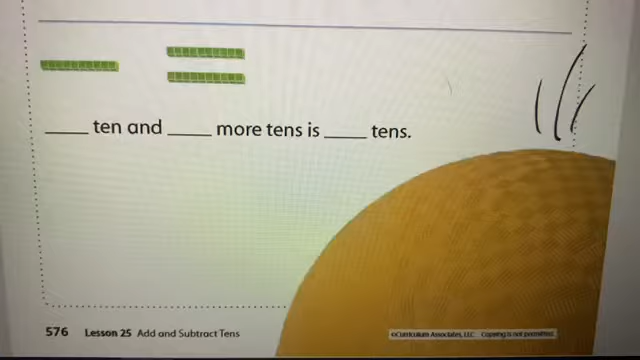 ____ ten and ____ more tens is ____ tens.
576 Lesson 25 Add and Subtract Tens
©Curriculum Associates, LLC Copying is not permitted.